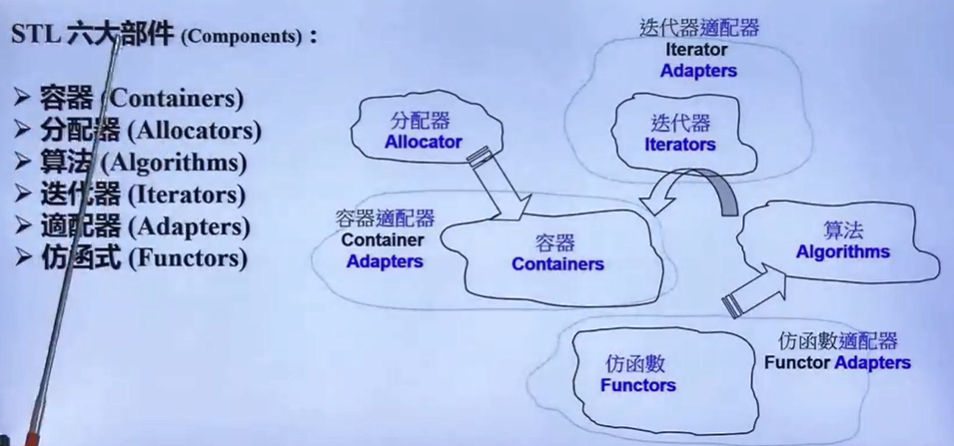 STL 六大部件 (Components)：
➢ 容器 (Containers)
➢ 分配器 (Allocators)
➢ 算法 (Algorithms)
➢ 迭代器 (Iterators)
➢ 適配器 (Adapters)
➢ 仿函式 (Functors)
迭代器適配器
Iterator
Adapters
分配器
Allocator
迭代器
Iterators
容器適配器
Container
Adapters
容器
Containers
算法
Algorithms
仿函數
Functors
仿函數適配器
Functor Adapters